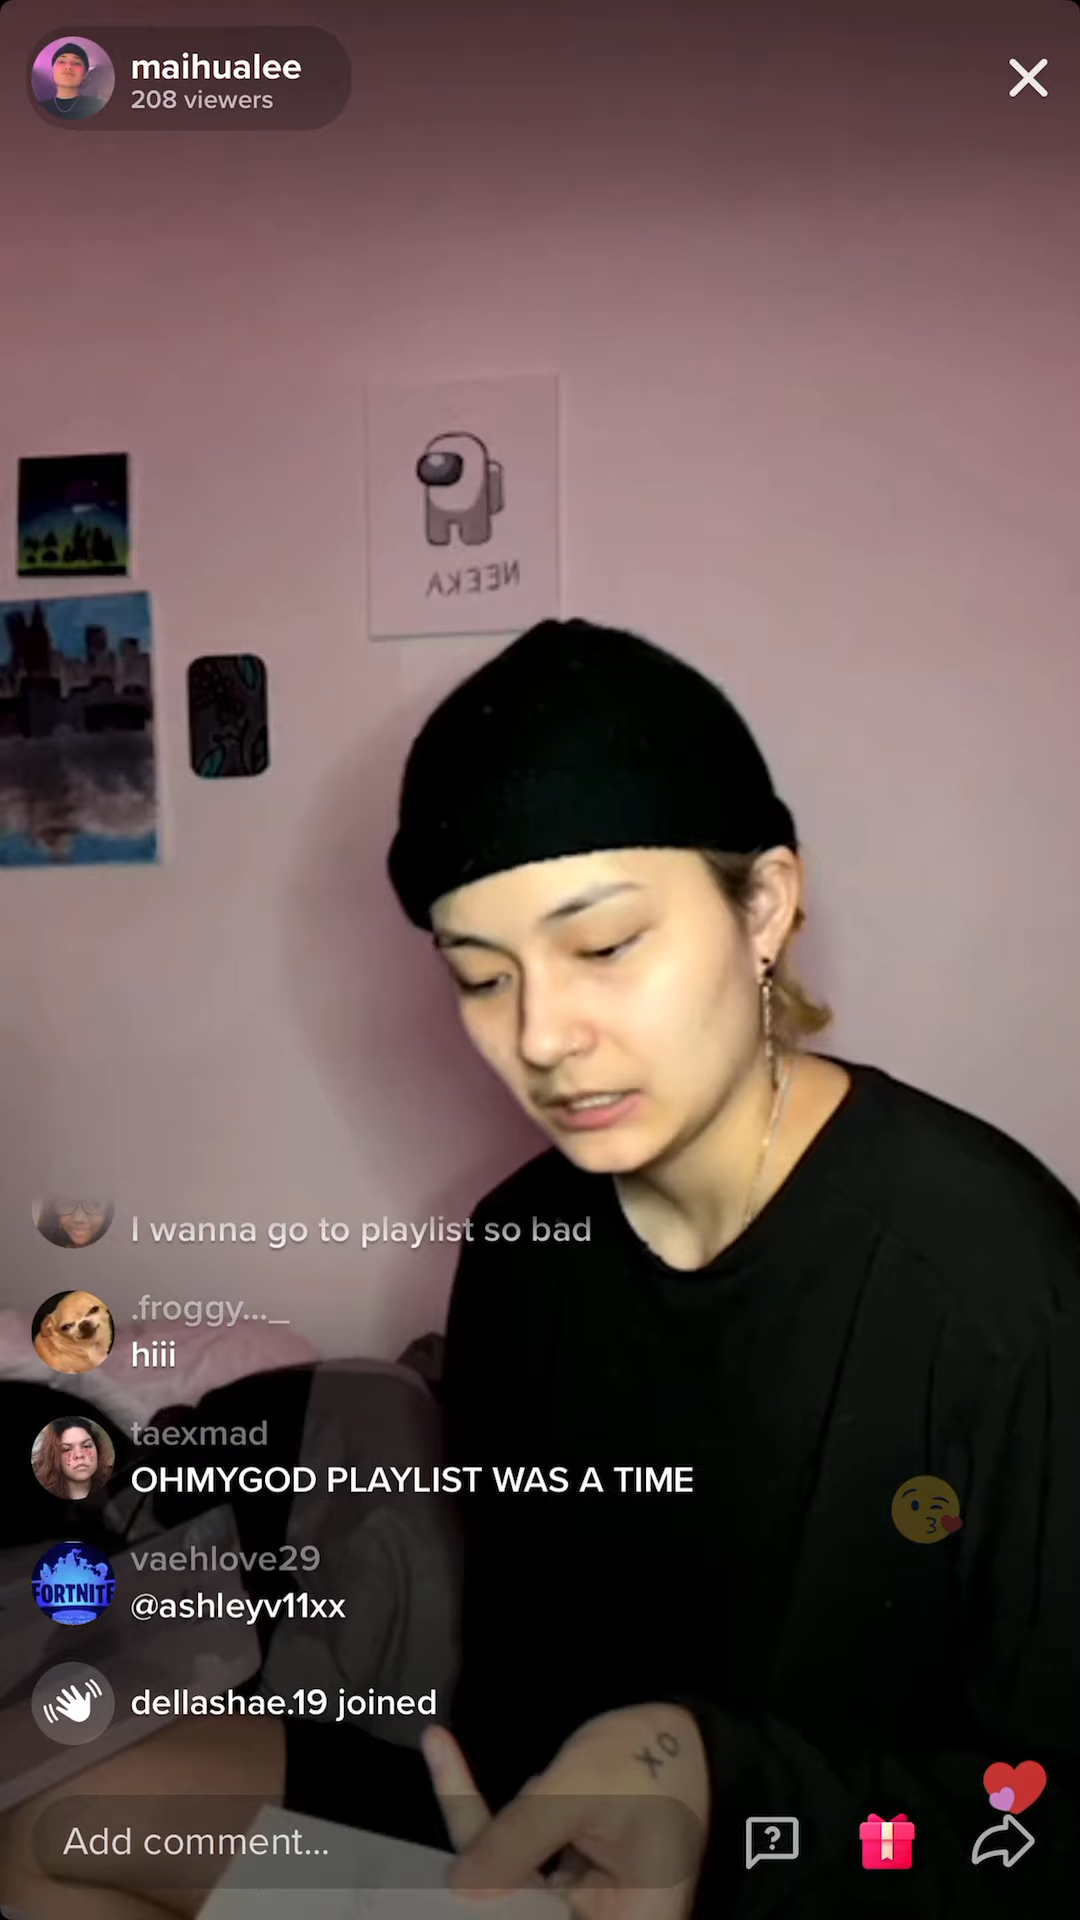 maihualee
208 viewers
NEEKA
I wanna go to playlist so bad
.froggy..._
hiii
taexmad
OHMYGOD PLAYLIST WAS A TIME
vaehlove29
FORTNITE
@ashleyv11xx
dellashae.19 joined
XO
Add comment...
?